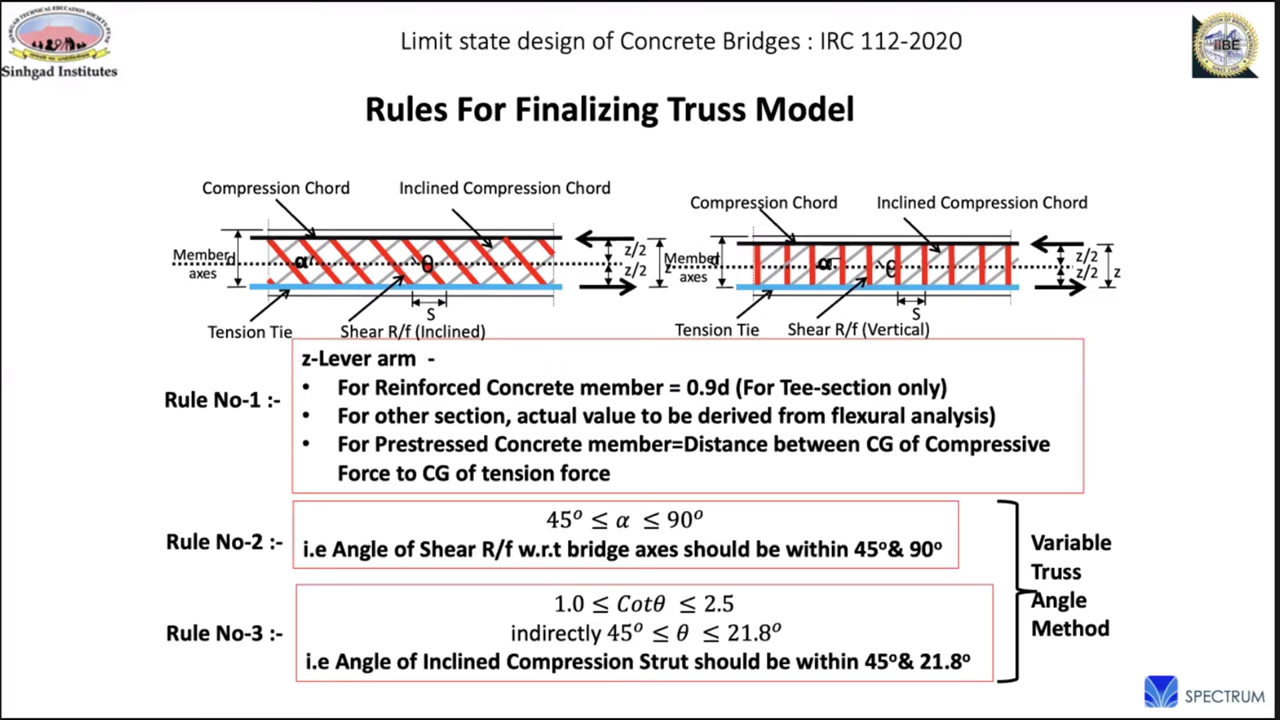 SINHGAD TECHNICAL EDUCATION SOCIETY, PUNE
Sinhgad Institutes
Limit state design of Concrete Bridges : IRC 112-2020
iiBE
Rules For Finalizing Truss Model
Compression Chord
Inclined Compression Chord
Member
axes
d
α
θ
z/2
z/2
z
S
Tension Tie
Shear R/f (Inclined)
Compression Chord
Inclined Compression Chord
Member
axes
d
α
θ
z/2
z/2
z
S
Tension Tie
Shear R/f (Vertical)
Rule No-1 :-
z-Lever arm -
• For Reinforced Concrete member = 0.9d (For Tee-section only)
• For other section, actual value to be derived from flexural analysis)
• For Prestressed Concrete member=Distance between CG of Compressive
Force to CG of tension force
Rule No-2 :-
45° ≤ α ≤ 90°
i.e Angle of Shear R/f w.r.t bridge axes should be within 45°& 90°
Rule No-3 :-
1.0 ≤ Cotθ ≤ 2.5
indirectly 45° ≤ θ ≤ 21.8°
i.e Angle of Inclined Compression Strut should be within 45°& 21.8°
Variable
Truss
Angle
Method
SPECTRUM